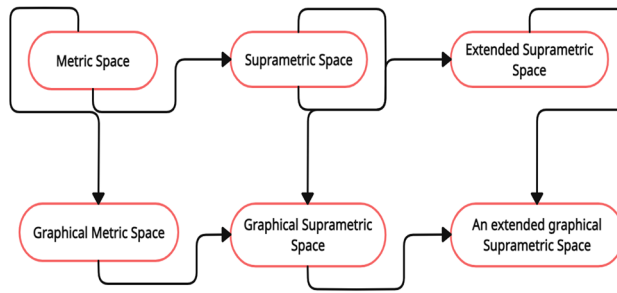 Metric Space
Suprametric Space
Extended Suprametric
Space
Graphical Metric Space
Graphical Suprametric
Space
An extended graphical
Suprametric Space